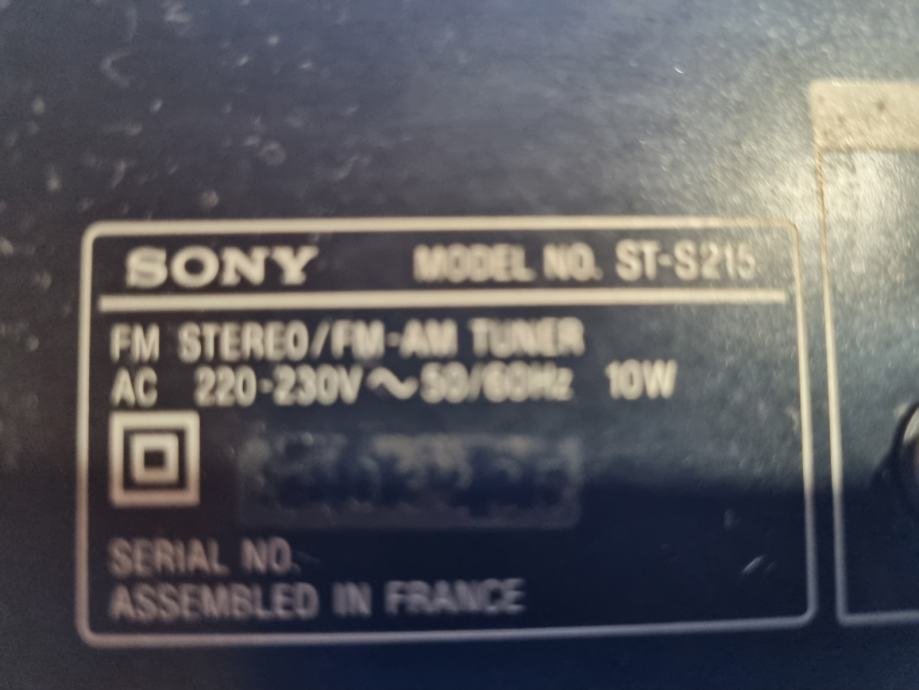 SONY MODEL NO. ST-S215
FM STEREO/FM-AM TUNER
AC 220-230V~50/60Hz 10W
SERIAL NO.
ASSEMBLED IN FRANCE